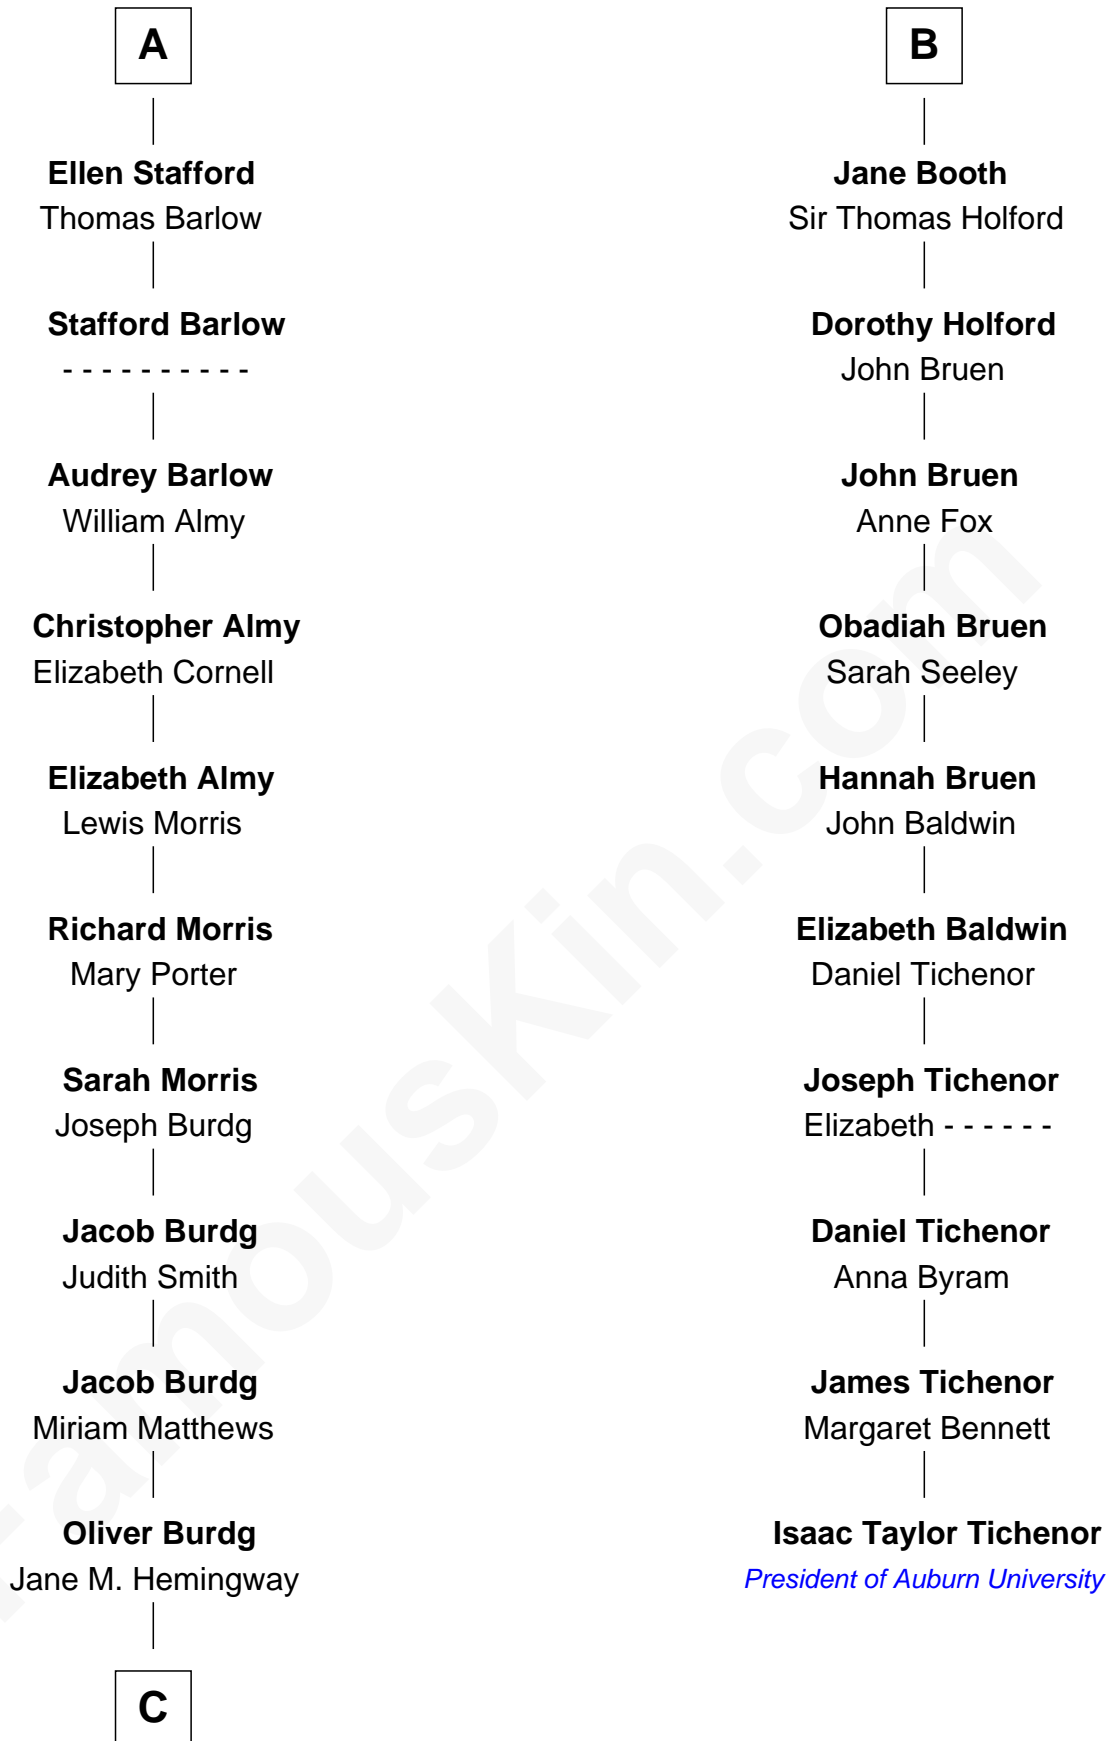 A
Ellen Stafford
Thomas Barlow
Stafford Barlow
- - - - - - - - - -
Audrey Barlow
William Almy
Christopher Almy
Elizabeth Cornell
Elizabeth Almy
Lewis Morris
Richard Morris
Mary Porter
Sarah Morris
Joseph Burdg
Jacob Burdg
Judith Smith
Jacob Burdg
Miriam Matthews
Oliver Burdg
Jane M. Hemingway
C
B
Jane Booth
Sir Thomas Holford
Dorothy Holford
John Bruen
John Bruen
Anne Fox
Obadiah Bruen
Sarah Seeley
Hannah Bruen
John Baldwin
Elizabeth Baldwin
Daniel Tichenor
Joseph Tichenor
Elizabeth - - - - - -
Daniel Tichenor
Anna Byram
James Tichenor
Margaret Bennett
Isaac Taylor Tichenor
President of Auburn University
FamousKin.com